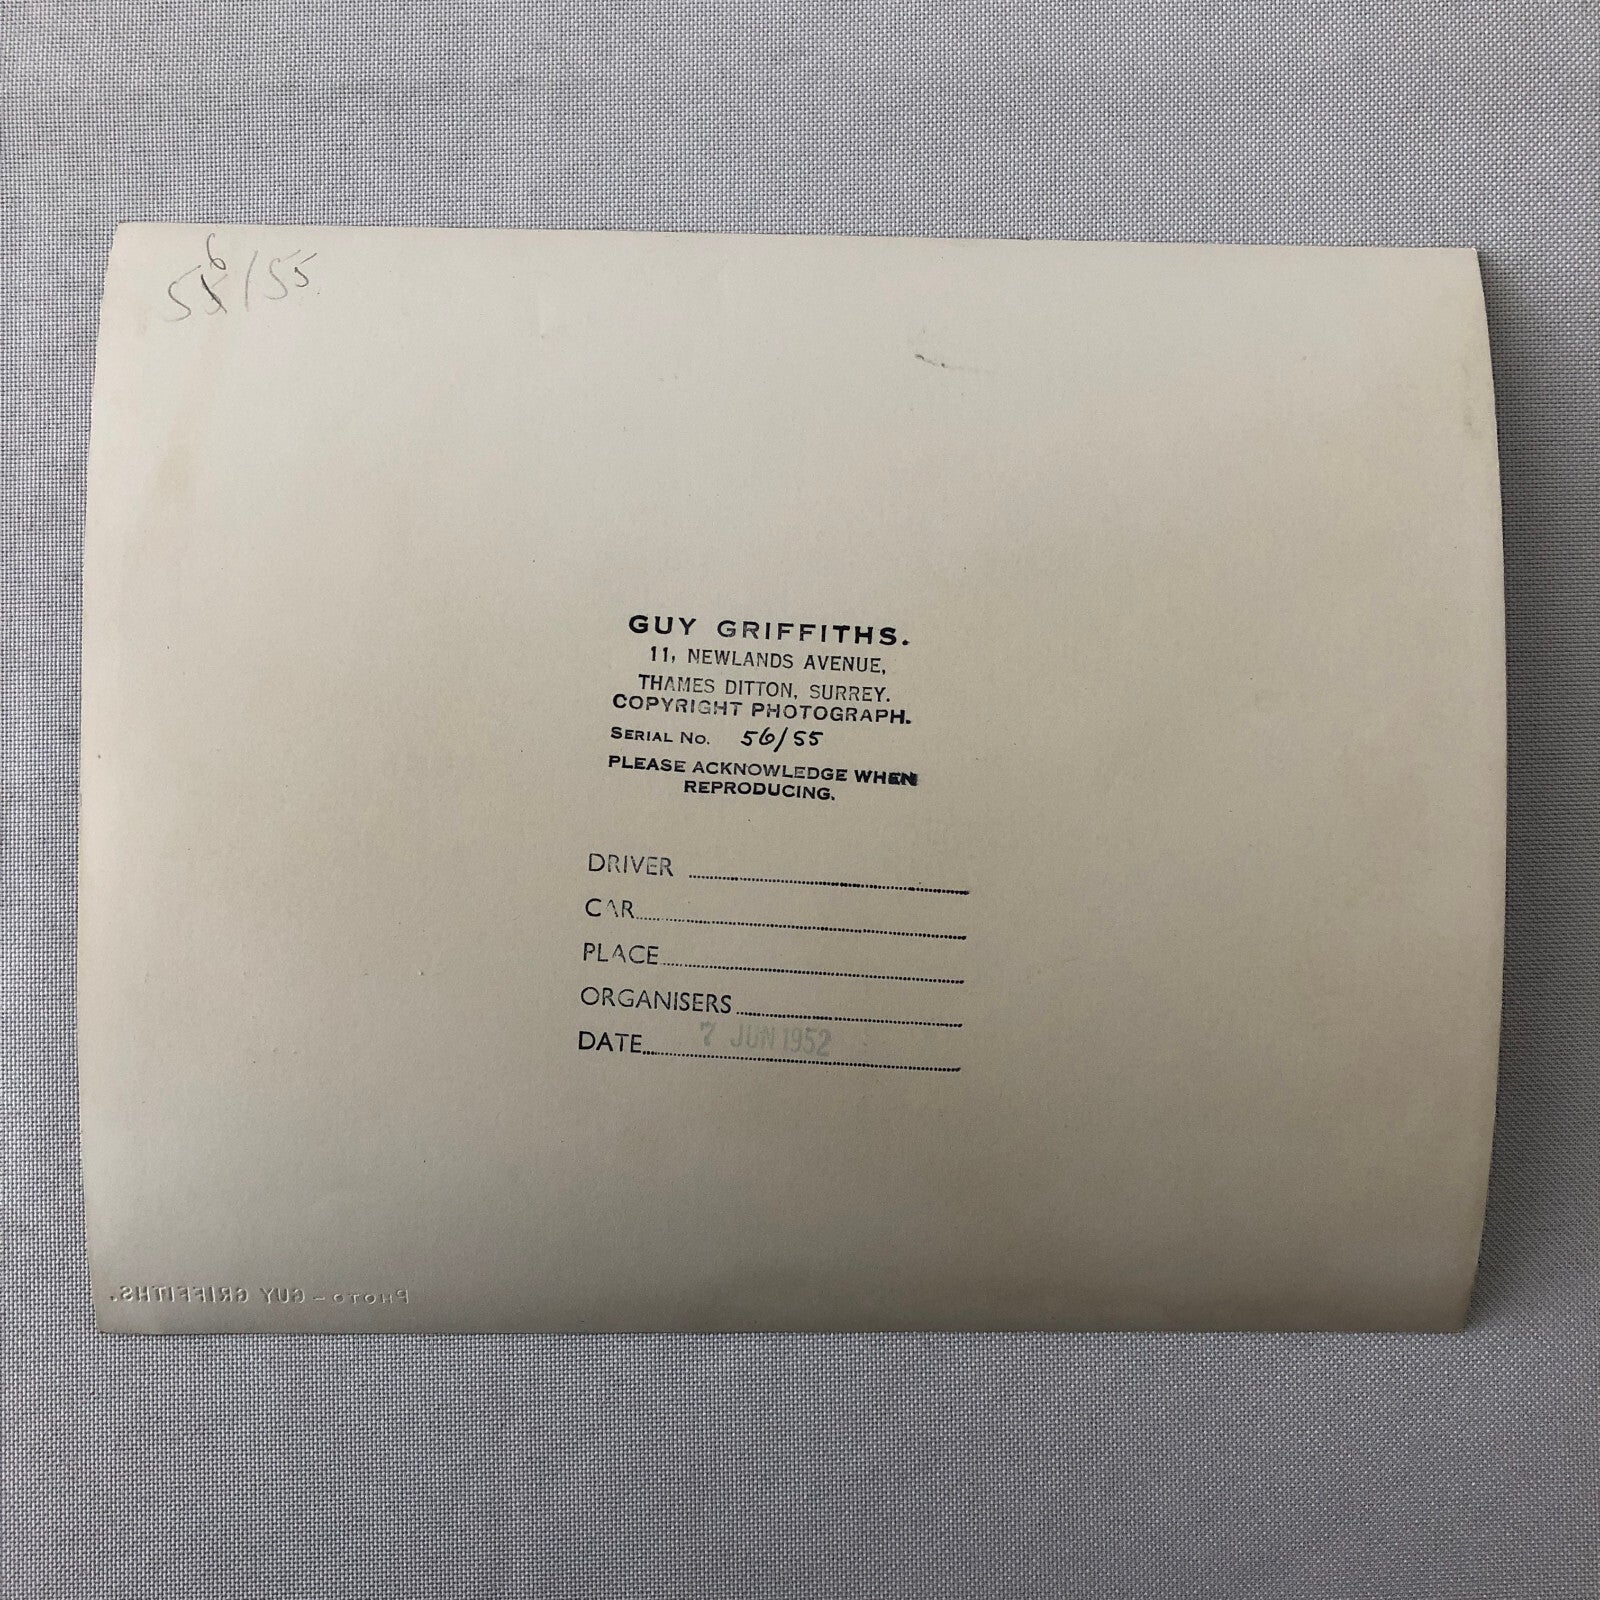 56/55
GUY GRIFFITHS.
11, NEWLANDS AVENUE,
THAMES DITTON, SURREY.
COPYRIGHT PHOTOGRAPH.
SERIAL NO. 56/55
PLEASE ACKNOWLEDGE WHEN
REPRODUCING.
DRIVER
CAR
PLACE
ORGANISERS
DATE 7 JUN 1952
PHOTO – GUY GRIFFITHS.